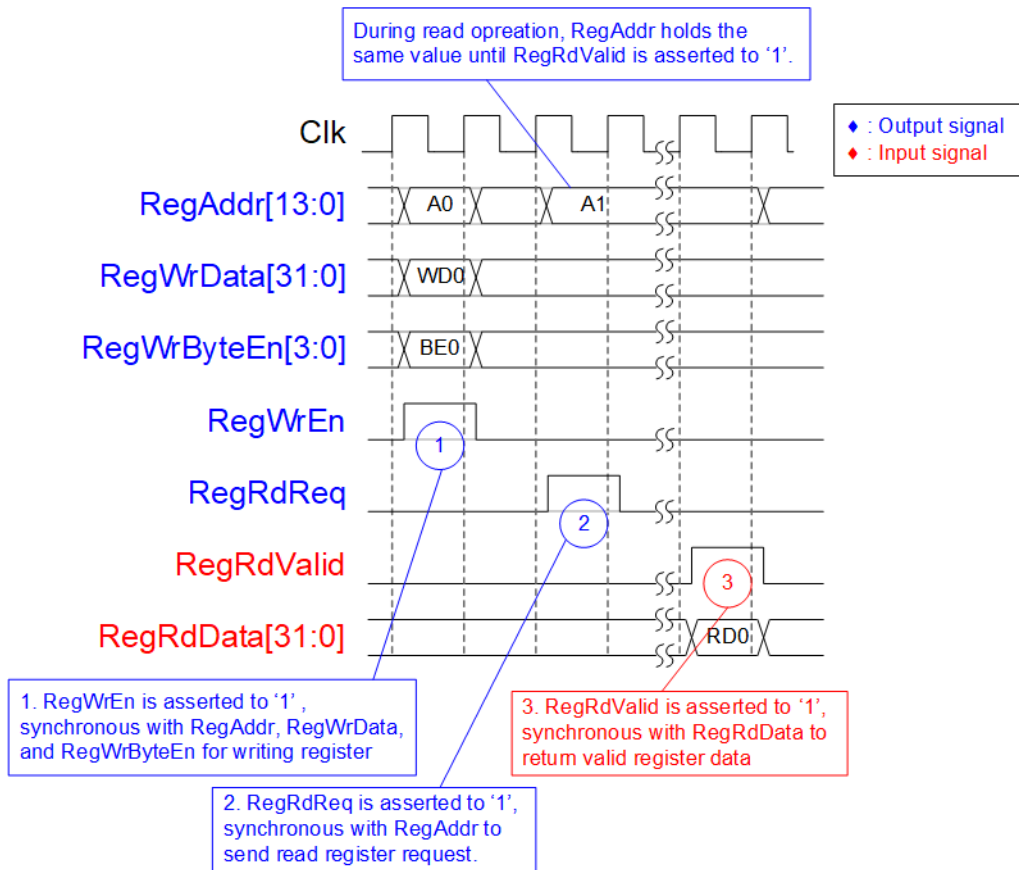 During read opreation, RegAddr holds the
same value until RegRdValid is asserted to ‘1’.
Clk
♦ : Output signal
♦ : Input signal
RegAddr[13:0]
A0
A1
RegWrData[31:0]
WD0
RegWrByteEn[3:0]
BE0
RegWrEn
1
RegRdReq
2
RegRdValid
3
RegRdData[31:0]
RD0
1. RegWrEn is asserted to ‘1’ ,
synchronous with RegAddr, RegWrData,
and RegWrByteEn for writing register
3. RegRdValid is asserted to ‘1’,
synchronous with RegRdData to
return valid register data
2. RegRdReq is asserted to ‘1’,
synchronous with RegAddr to
send read register request.